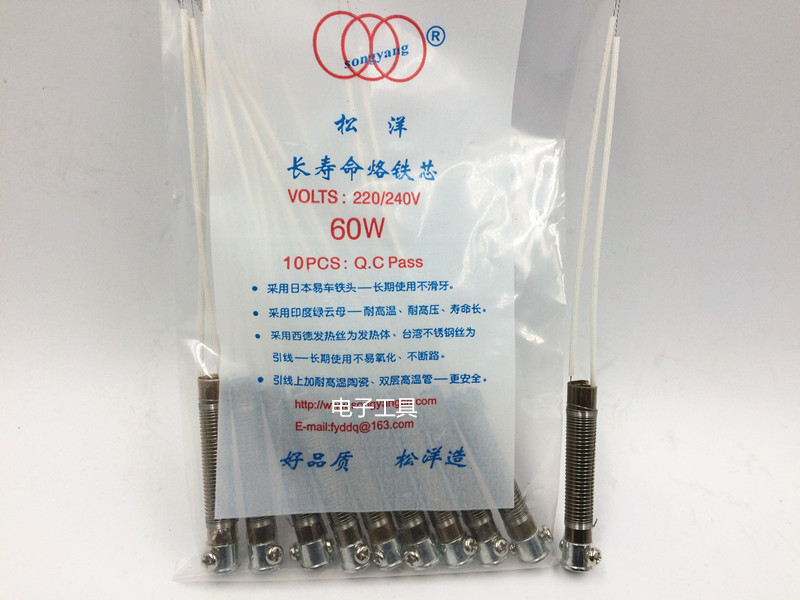 songyang®
松 洋
长寿命烙铁芯
VOLTS: 220/240V
60W
10PCS: Q.C Pass
• 采用日本易车铁头—长期使用不滑牙。
• 采用印度绿云母—耐高温、耐高压、寿命长。
• 采用西德发热丝为发热体、台湾不锈钢丝为
引线—长期使用不易氧化、不断路。
• 引线上加耐高温陶瓷、双层高温管—更安全。
电子工具
E-mail:fyddq@163.com
好品质 松洋造